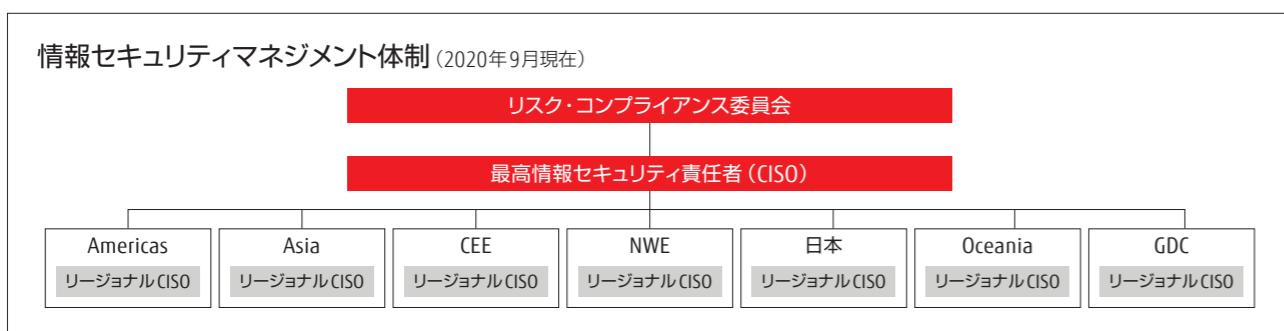 情報セキュリティマネジメント体制（2020年9月現在）
リスク・コンプライアンス委員会
最高情報セキュリティ責任者（CISO）
Americas
リージョナルCISO
Asia
リージョナルCISO
CEE
リージョナルCISO
NWE
リージョナルCISO
日本
リージョナルCISO
Oceania
リージョナルCISO
GDC
リージョナルCISO